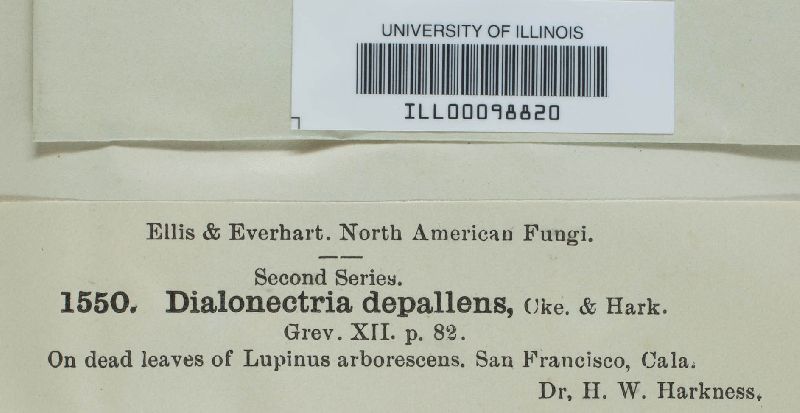 UNIVERSITY OF ILLINOIS
ILL00098820
Ellis & Everhart. North American Fungi.
Second Series.
1550. Dialonectria depallens, Cke. & Hark.
Grev. XII. p. 82.
On dead leaves of Lupinus arborescens. San Francisco, Cala.
Dr, H. W. Harkness,